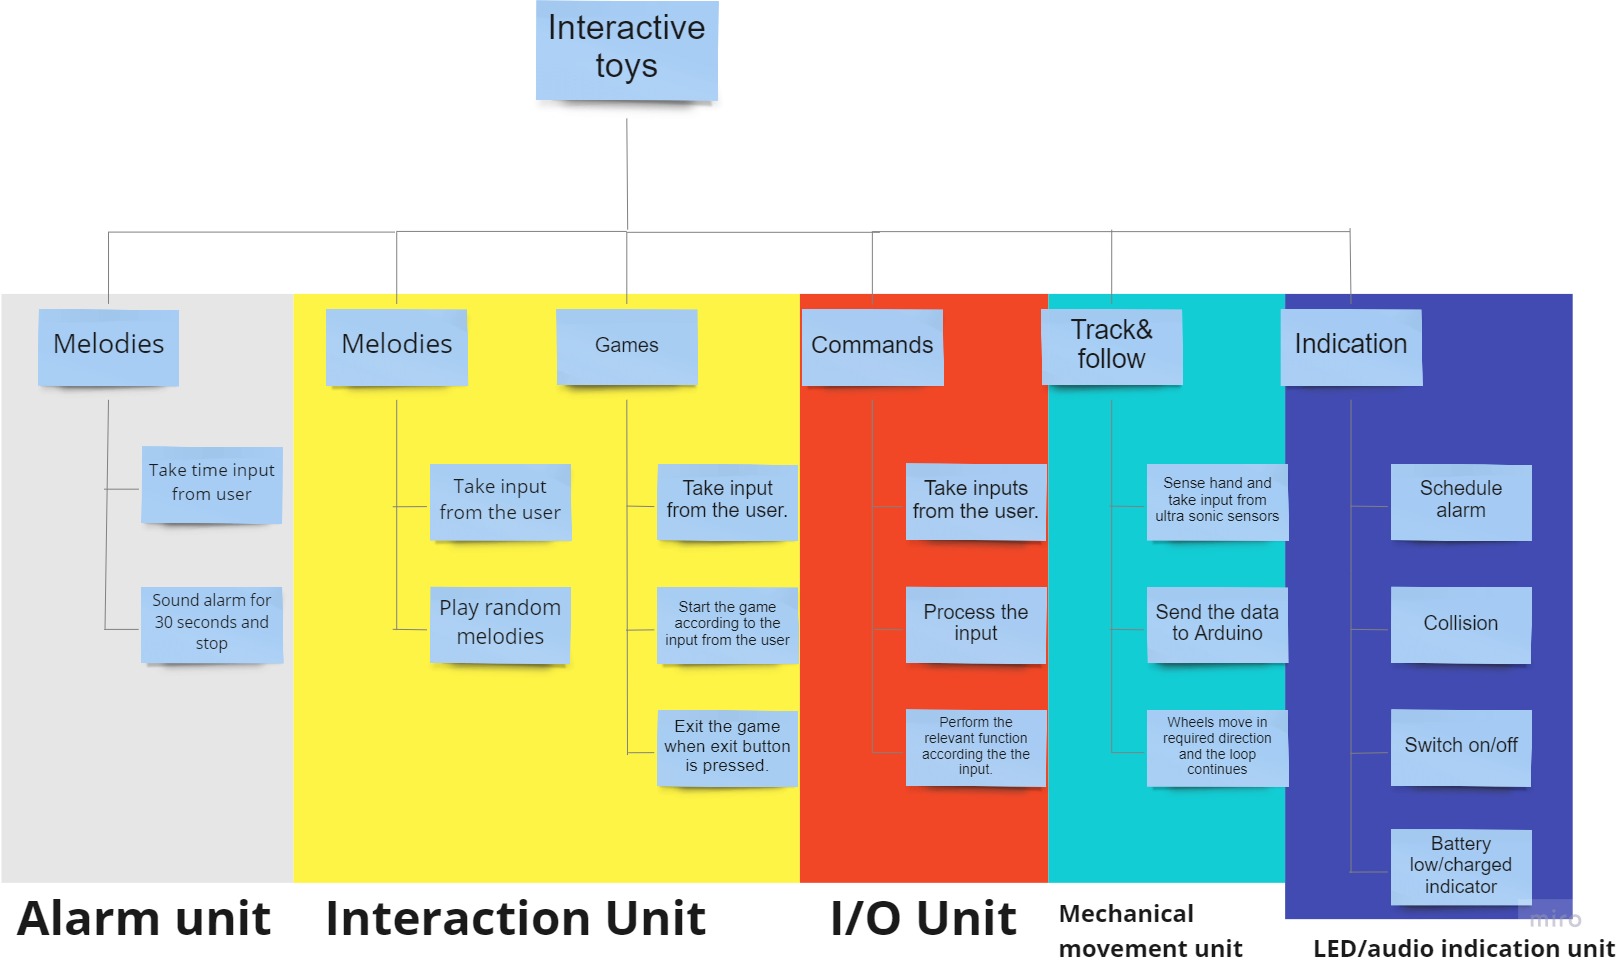 Interactive
toys
Melodies
Take time input
from user
Sound alarm for
30 seconds and
stop
Melodies
Take input
from the user
Play random
melodies
Games
Take input
from the user.
Start the game
according to the
input from the user
Exit the game
when exit button
is pressed.
Commands
Take inputs
from the user.
Process the
input
Perform the
relevant function
according the the
input.
Track&
follow
Sense hand and
take input from
ultra sonic sensors
Send the data
to Arduino
Wheels move in
required direction
and the loop
continues
Indication
Schedule
alarm
Collision
Switch on/off
Battery
low/charged
indicator
miro
Alarm unit
Interaction Unit
I/O Unit
Mechanical
movement unit
LED/audio indication unit